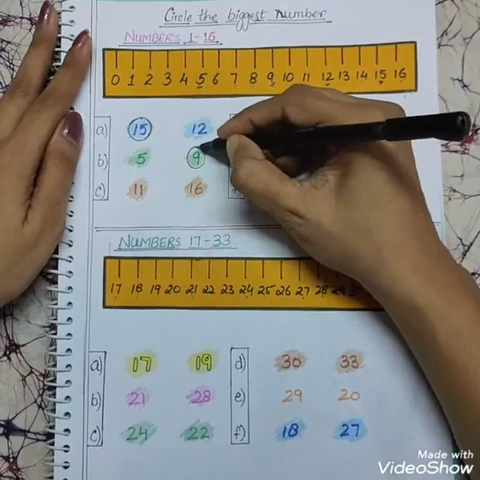 Circle the biggest Number
NUMBERS 1-16
0 1 2 3 4 5 6 7 8 9 10 11 12 13 14 15 16
a) 15 12
b) 5 9
c) 11 16
NUMBERS 17-33
17 18 19 20 21 22 23 24 25 26 27 28 29 30
a) 17 19 d) 30 33
b) 21 28 e) 29 20
c) 24 22 f) 18 27
Made with
VideoShow